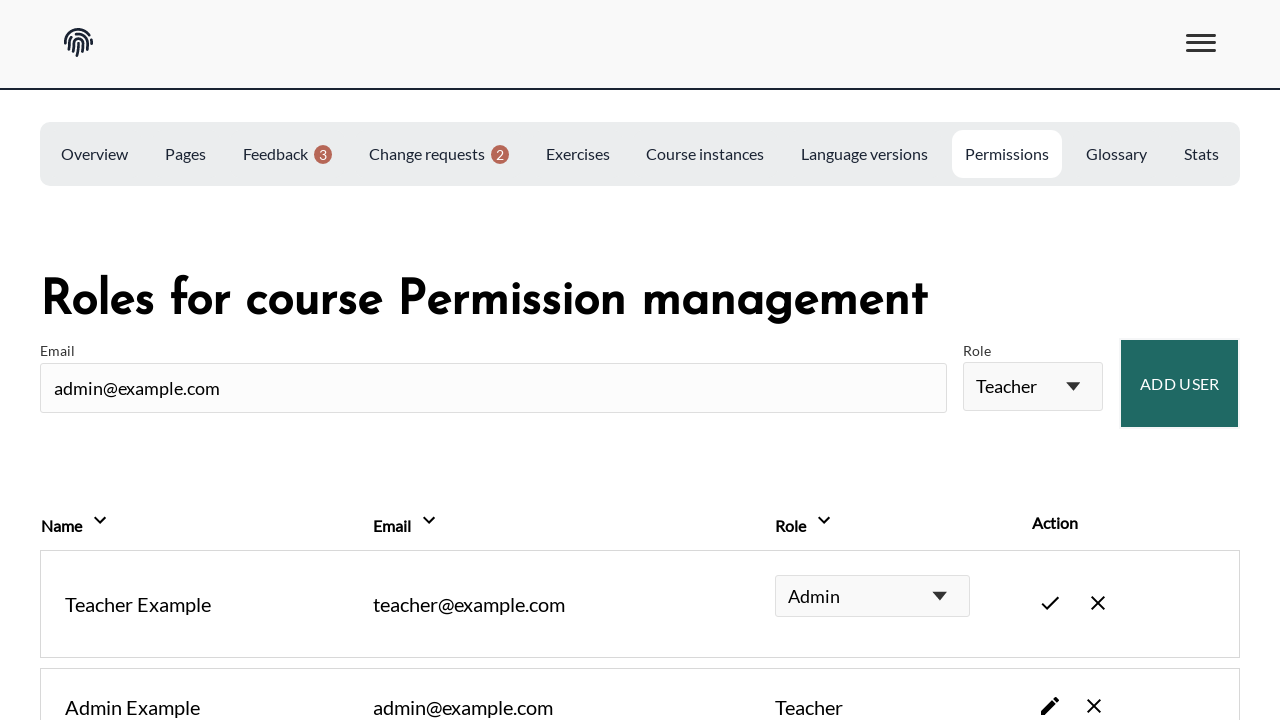 Overview Pages Feedback 3 Change requests 2 Exercises Course instances Language versions Permissions Glossary Stats
Roles for course Permission management
Email Role
admin@example.com Teacher ADD USER
Name Email Role Action
Teacher Example teacher@example.com Admin
Admin Example admin@example.com Teacher